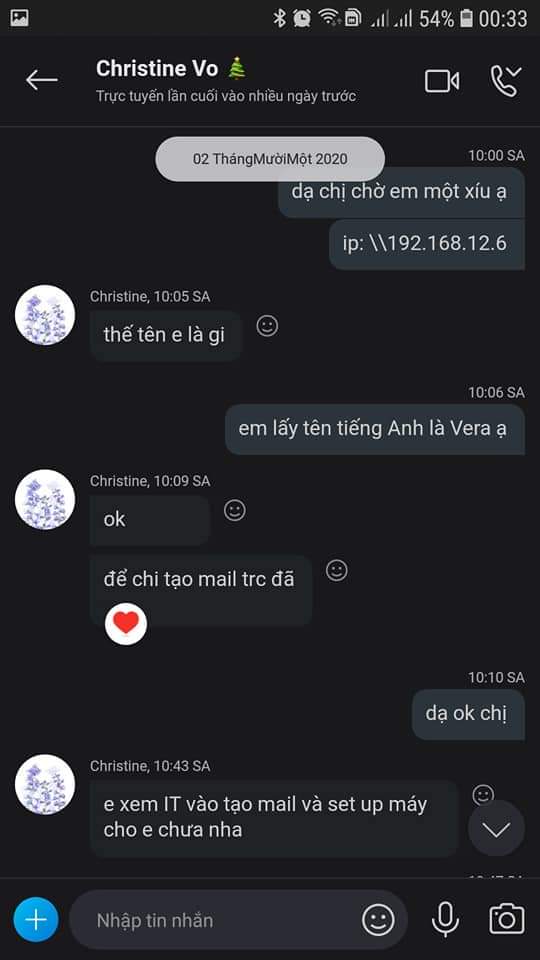 54% 00:33
Christine Vo 🎄
Trực tuyến lần cuối vào nhiều ngày trước
02 ThángMườiMột 2020
10:00 SA
dạ chị chờ em một xíu ạ
ip: \\192.168.12.6
Christine, 10:05 SA
thế tên e là gi
10:06 SA
em lấy tên tiếng Anh là Vera ạ
Christine, 10:09 SA
ok
để chi tạo mail trc đã
10:10 SA
dạ ok chị
Christine, 10:43 SA
e xem IT vào tạo mail và set up máy
cho e chưa nha
Nhập tin nhắn